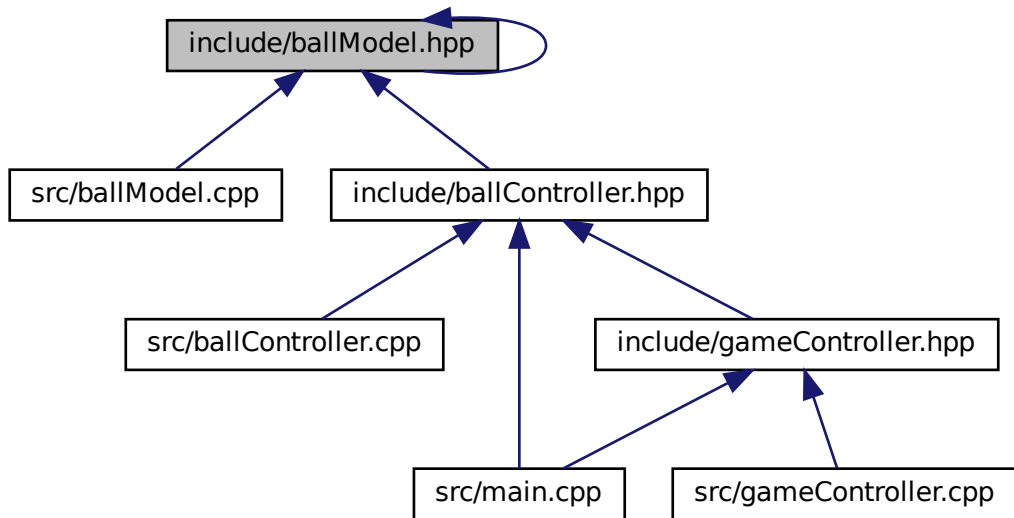 include/ballModel.hpp
src/ballModel.cpp
include/ballController.hpp
src/ballController.cpp
include/gameController.hpp
src/main.cpp
src/gameController.cpp